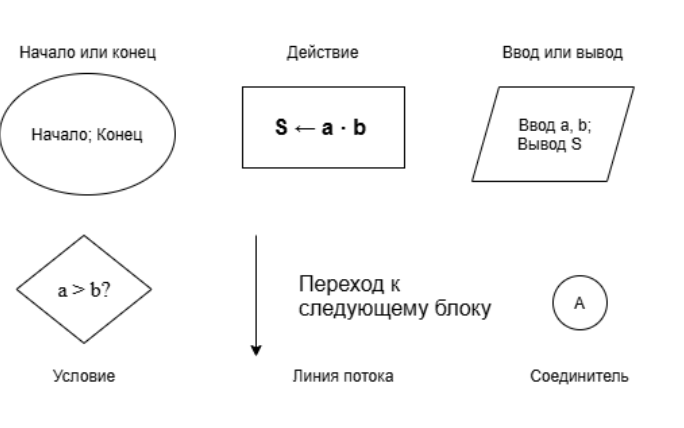 Начало или конец
Действие
Ввод или вывод
Начало; Конец
S ← a · b
Ввод a, b;
Вывод S
a > b?
Переход к
следующему блоку
A
Условие
Линия потока
Соединитель